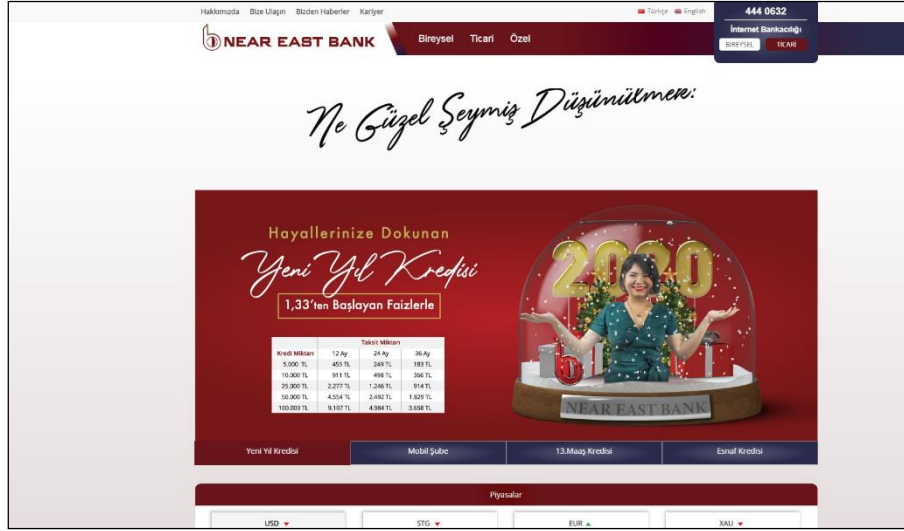 Hakkımızda Bize Ulaşın Bizden Haberler Kariyer Türkçe English 444 0632
İnternet Bankacılığı
BİREYSEL TİCARİ
NEAR EAST BANK Bireysel Ticari Özel
Ne Güzel Şeymiş Düşünülmek:
Hayallerinize Dokunan
Yeni Yıl Kredisi
1,33'ten Başlayan Faizlerle
2020
Taksit Miktarı
Kredi Miktarı 12 Ay 24 Ay 36 Ay
5.000 TL 455 TL 249 TL 183 TL
10.000 TL 911 TL 498 TL 366 TL
25.000 TL 2.277 TL 1.246 TL 914 TL
50.000 TL 4.554 TL 2.492 TL 1.829 TL
100.003 TL 9.107 TL 4.984 TL 3.658 TL
NEAR EAST BANK
Yeni Yıl Kredisi Mobil Şube 13.Maaş Kredisi Esnaf Kredisi
Piyasalar
USD STG EUR XAU